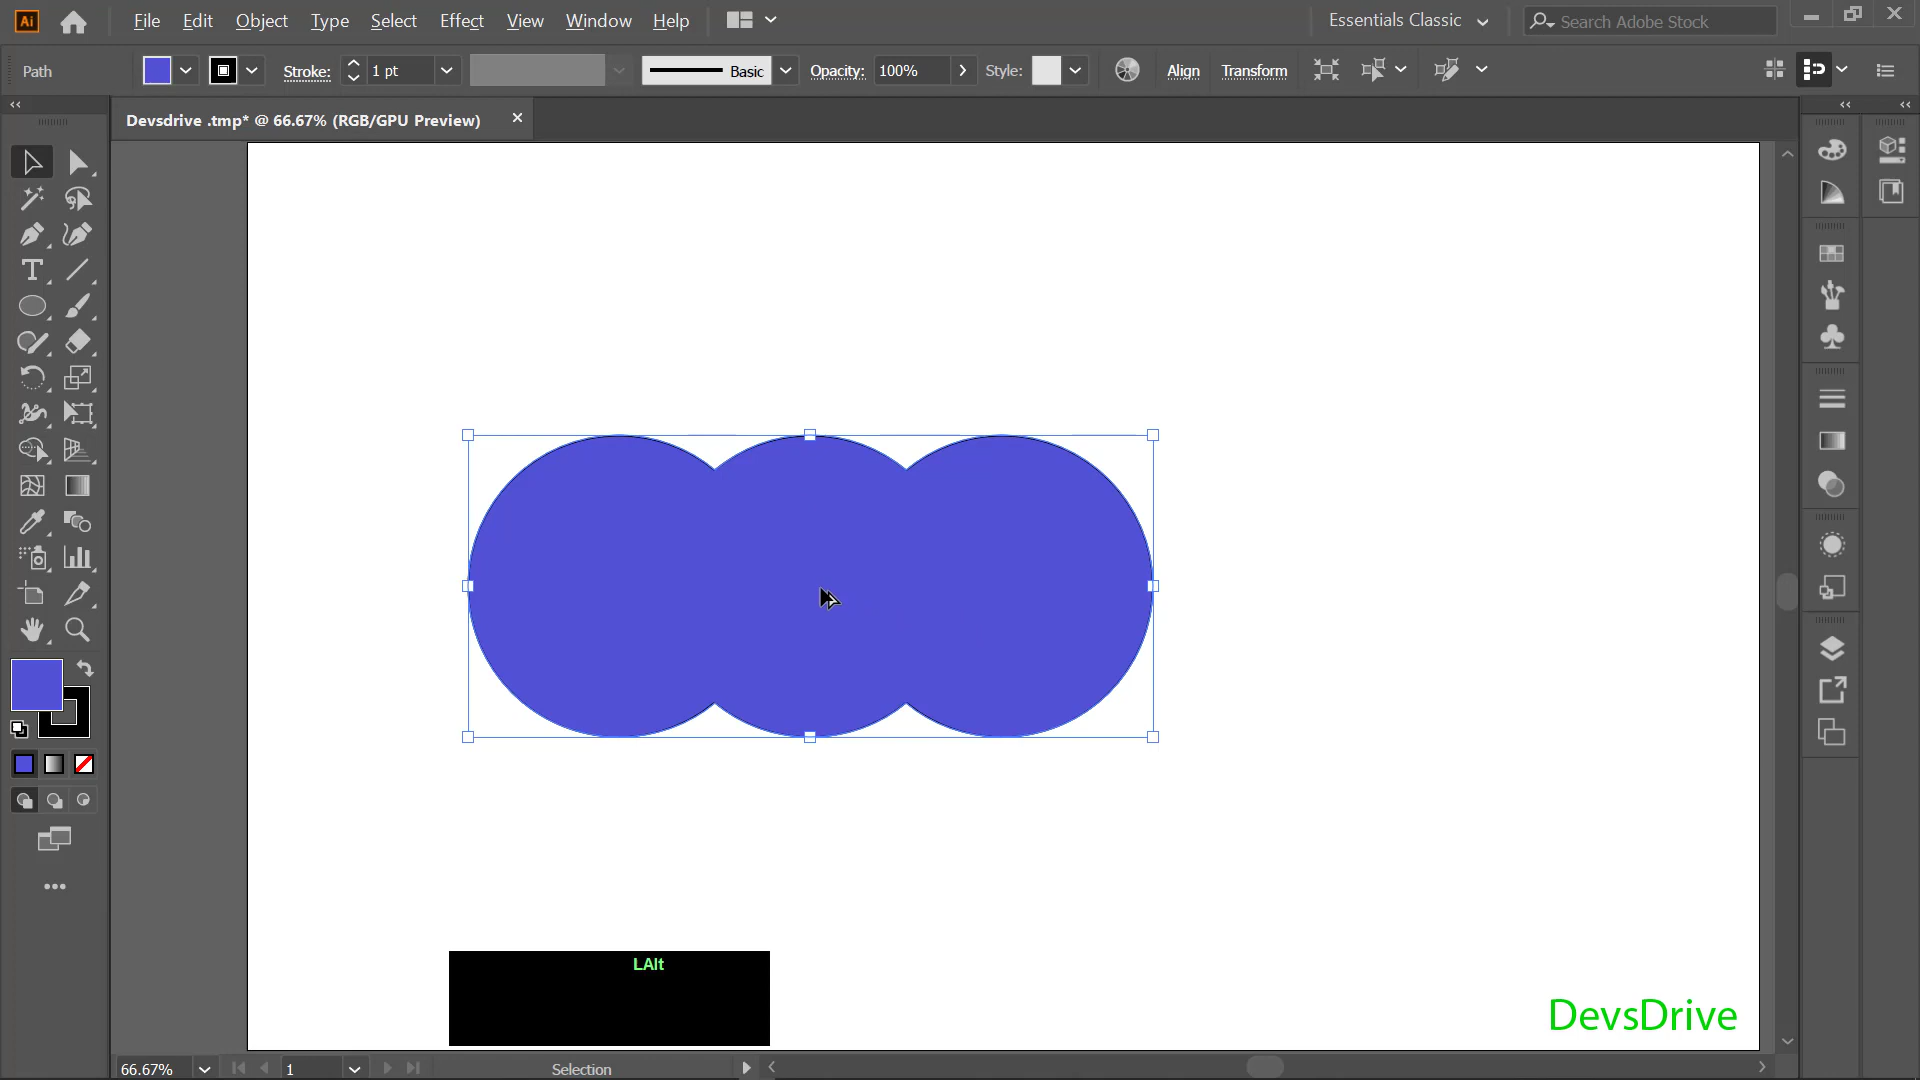 Ai File Edit Object Type Select Effect View Window Help Essentials Classic Search Adobe Stock
Path Stroke: 1 pt Basic Opacity: 100% Style: Align Transform
Devsdrive .tmp* @ 66.67% (RGB/GPU Preview)
LAlt
DevsDrive
66.67% 1 Selection